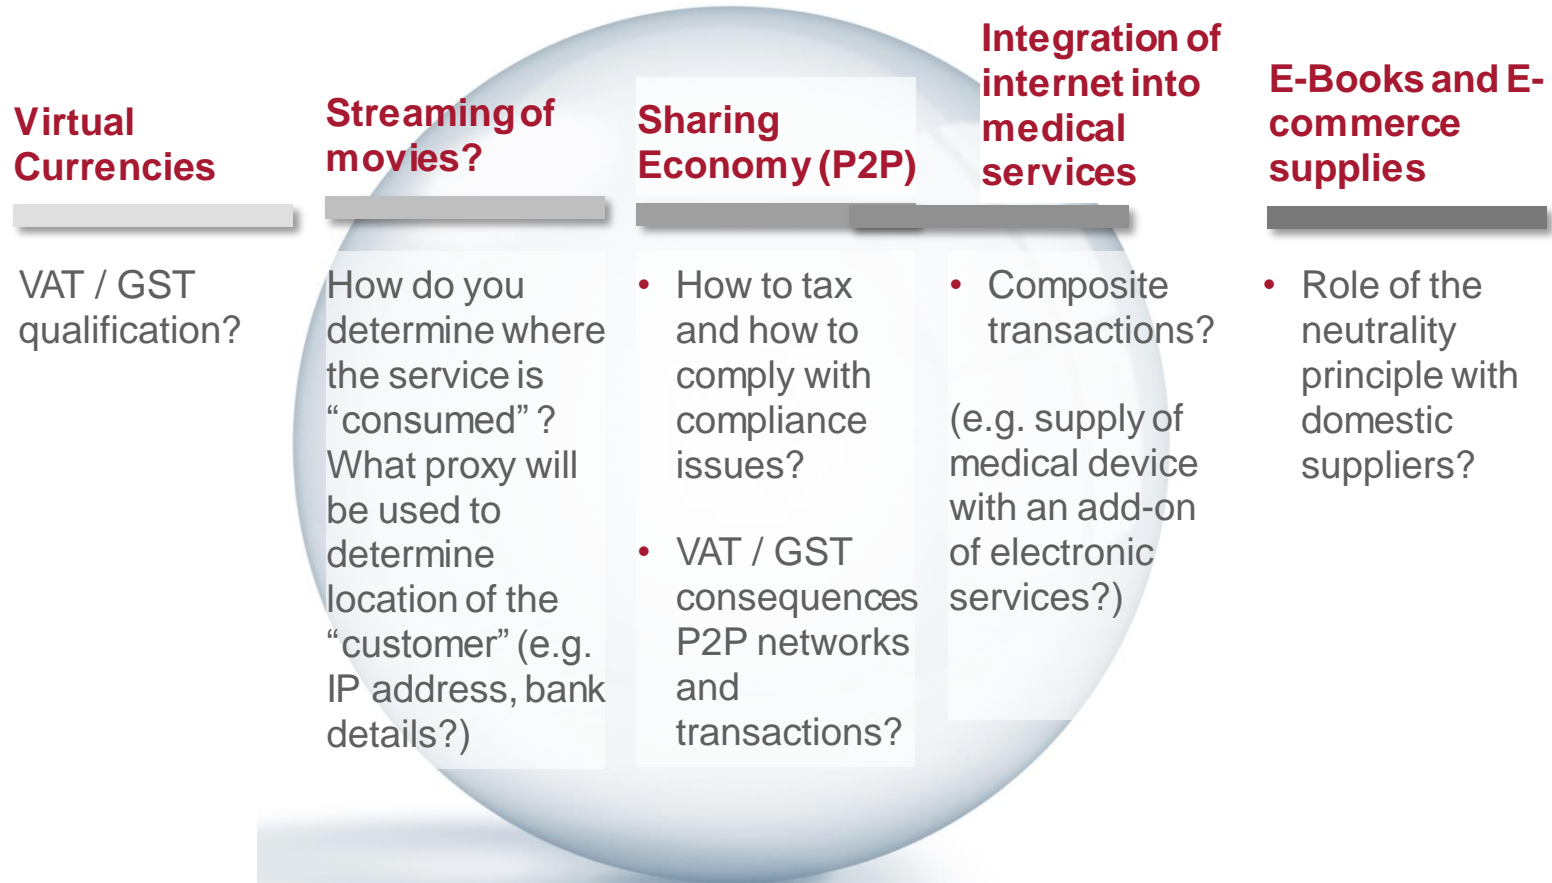 Virtual
Currencies
VAT / GST
qualification?
Streaming of
movies?
How do you
determine where
the service is
“consumed” ?
What proxy will
be used to
determine
location of the
“customer” (e.g.
IP address, bank
details?)
Sharing
Economy (P2P)
• How to tax
and how to
comply with
compliance
issues?
• VAT / GST
consequences
P2P networks
and
transactions?
Integration of
internet into
medical
services
• Composite
transactions?
(e.g. supply of
medical device
with an add-on
of electronic
services?)
E-Books and E-
commerce
supplies
• Role of the
neutrality
principle with
domestic
suppliers?